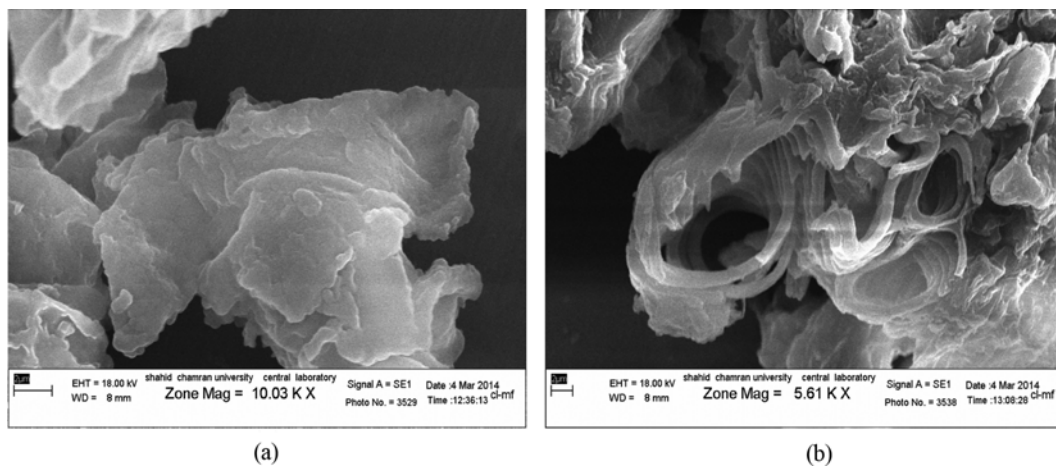 2µm
EHT = 18.00 kV
WD = 8 mm
shahid chamran university central laboratory
Zone Mag = 10.03 K X
Signal A = SE1
Photo No. = 3529
Date :4 Mar 2014
Time :12:36:13
cl-mf
2µm
EHT = 18.00 kV
WD = 8 mm
shahid chamran university central laboratory
Zone Mag = 5.61 K X
Signal A = SE1
Photo No. = 3538
Date :4 Mar 2014
Time :13:08:28
cl-mf
(a)
(b)